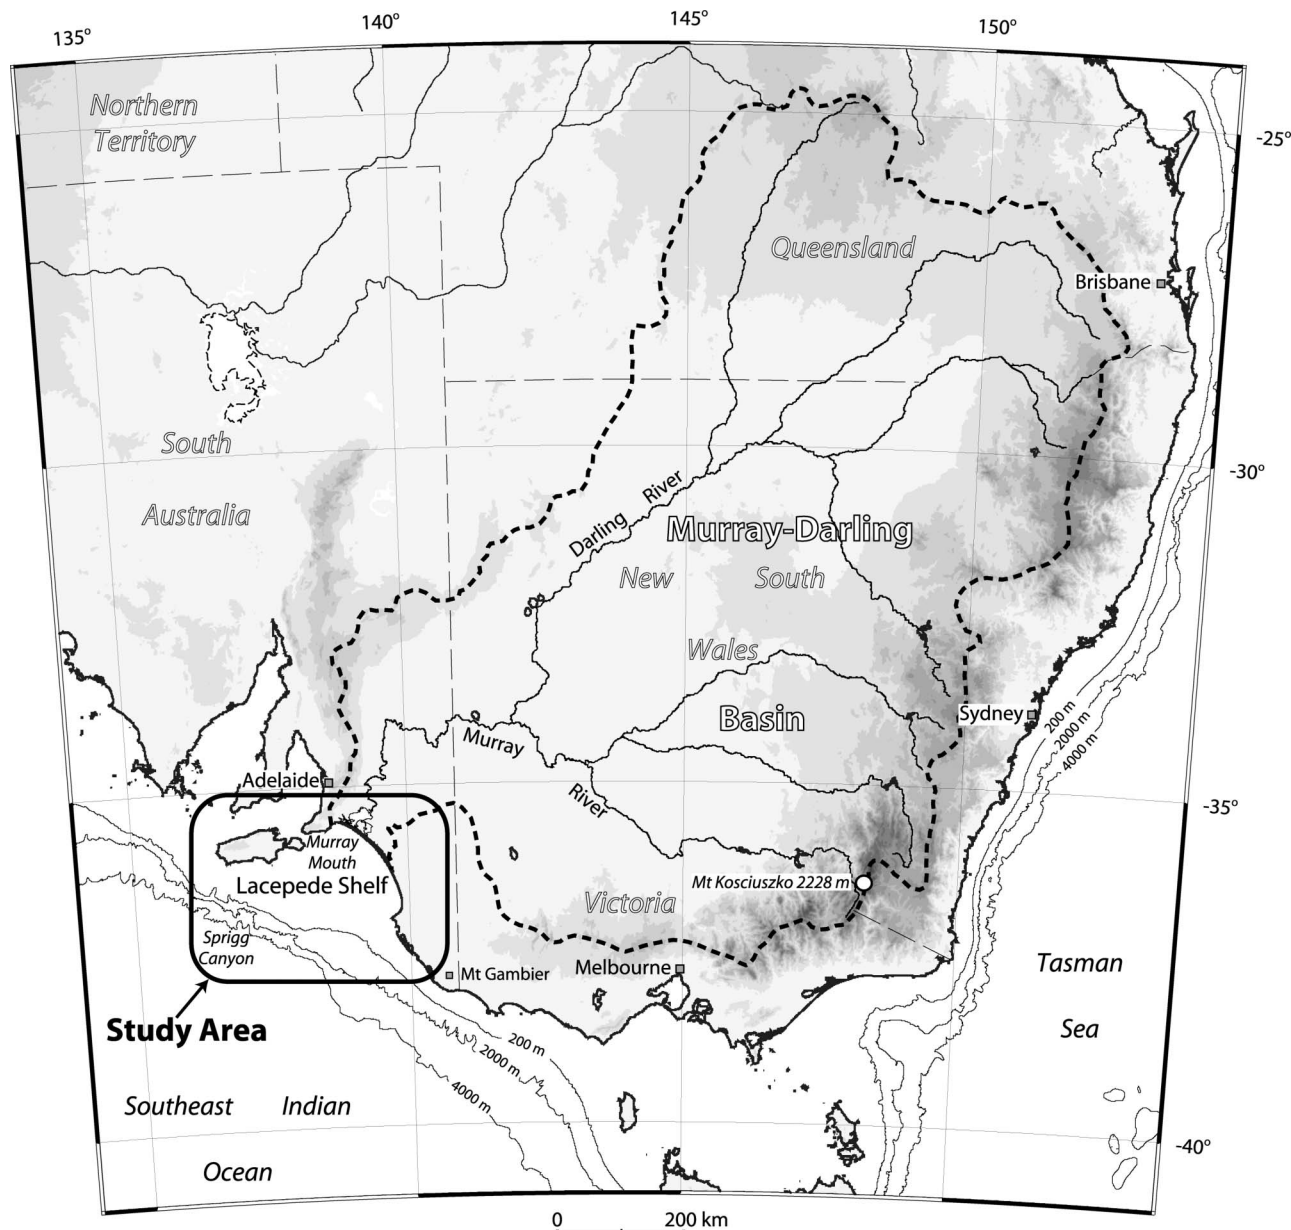 135°
140°
145°
150°
Northern
Territory
-25°
Queensland
Brisbane
South
Australia
-30°
Darling River
Murray-Darling
New South
Wales
Basin
Sydney
200 m
2000 m
4000 m
Murray
River
Adelaide
-35°
Murray
Mouth
Lacepede Shelf
Mt Kosciuszko 2228 m
Victoria
Sprigg
Canyon
Mt Gambier
Melbourne
Tasman
Sea
Study Area
200 m
2000 m
4000 m
Southeast Indian
Ocean
-40°
0 200 km